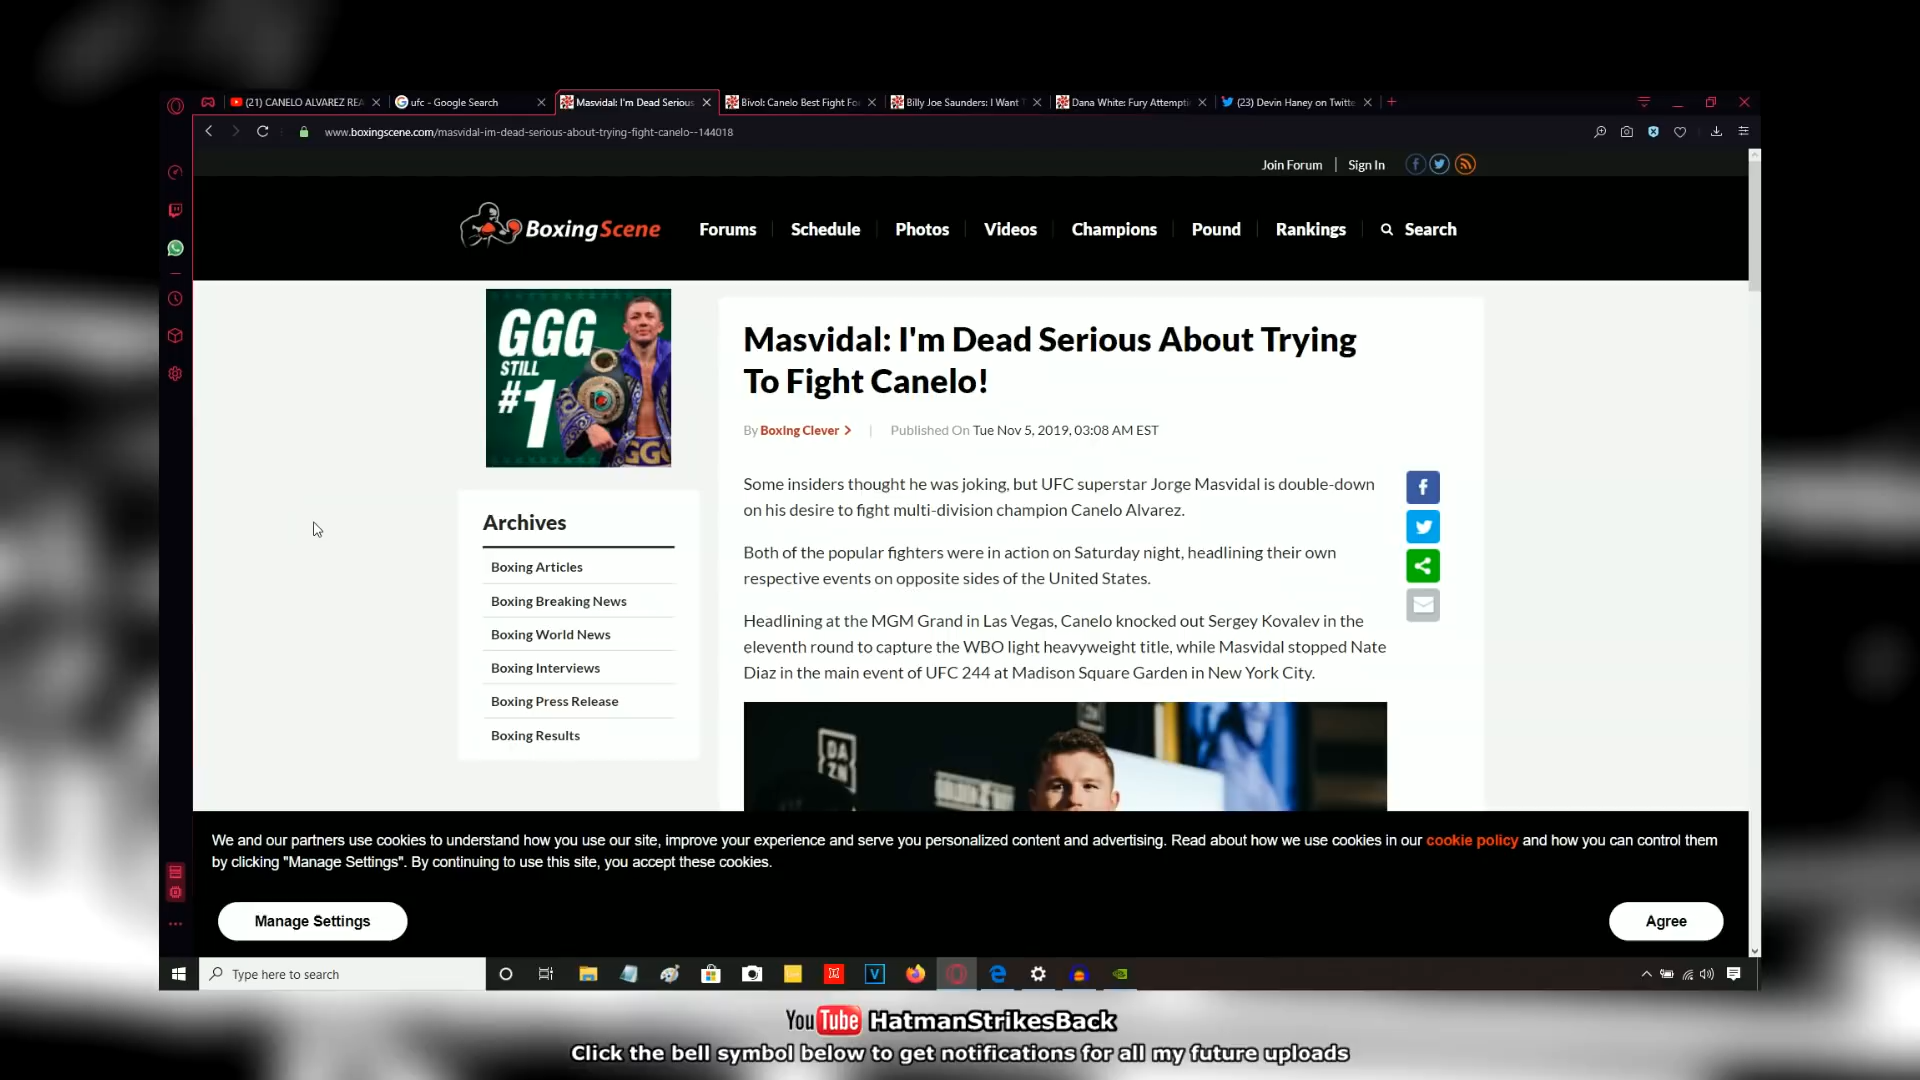 (21) CANELO ALVAREZ REA
ufc - Google Search
Masvidal: I'm Dead Serious
Bivol: Canelo Best Fight Fo
Billy Joe Saunders: I Want
Dana White: Fury Attempti
(23) Devin Haney on Twitte
www.boxingscene.com/masvidal-im-dead-serious-about-trying-fight-canelo--144018
Join Forum | Sign In
BoxingScene
Forums
Schedule
Photos
Videos
Champions
Pound
Rankings
Search
GGG
STILL
#1
GGG
Masvidal: I'm Dead Serious About Trying
To Fight Canelo!
By Boxing Clever > | Published On Tue Nov 5, 2019, 03:08 AM EST
Some insiders thought he was joking, but UFC superstar Jorge Masvidal is double-down
on his desire to fight multi-division champion Canelo Alvarez.
Both of the popular fighters were in action on Saturday night, headlining their own
respective events on opposite sides of the United States.
Headlining at the MGM Grand in Las Vegas, Canelo knocked out Sergey Kovalev in the
eleventh round to capture the WBO light heavyweight title, while Masvidal stopped Nate
Diaz in the main event of UFC 244 at Madison Square Garden in New York City.
Archives
Boxing Articles
Boxing Breaking News
Boxing World News
Boxing Interviews
Boxing Press Release
Boxing Results
DA
ZN
We and our partners use cookies to understand how you use our site, improve your experience and serve you personalized content and advertising. Read about how we use cookies in our cookie policy and how you can control them
by clicking "Manage Settings". By continuing to use this site, you accept these cookies.
Manage Settings
Agree
Type here to search
YouTube HatmanStrikesBack
Click the bell symbol below to get notifications for all my future uploads